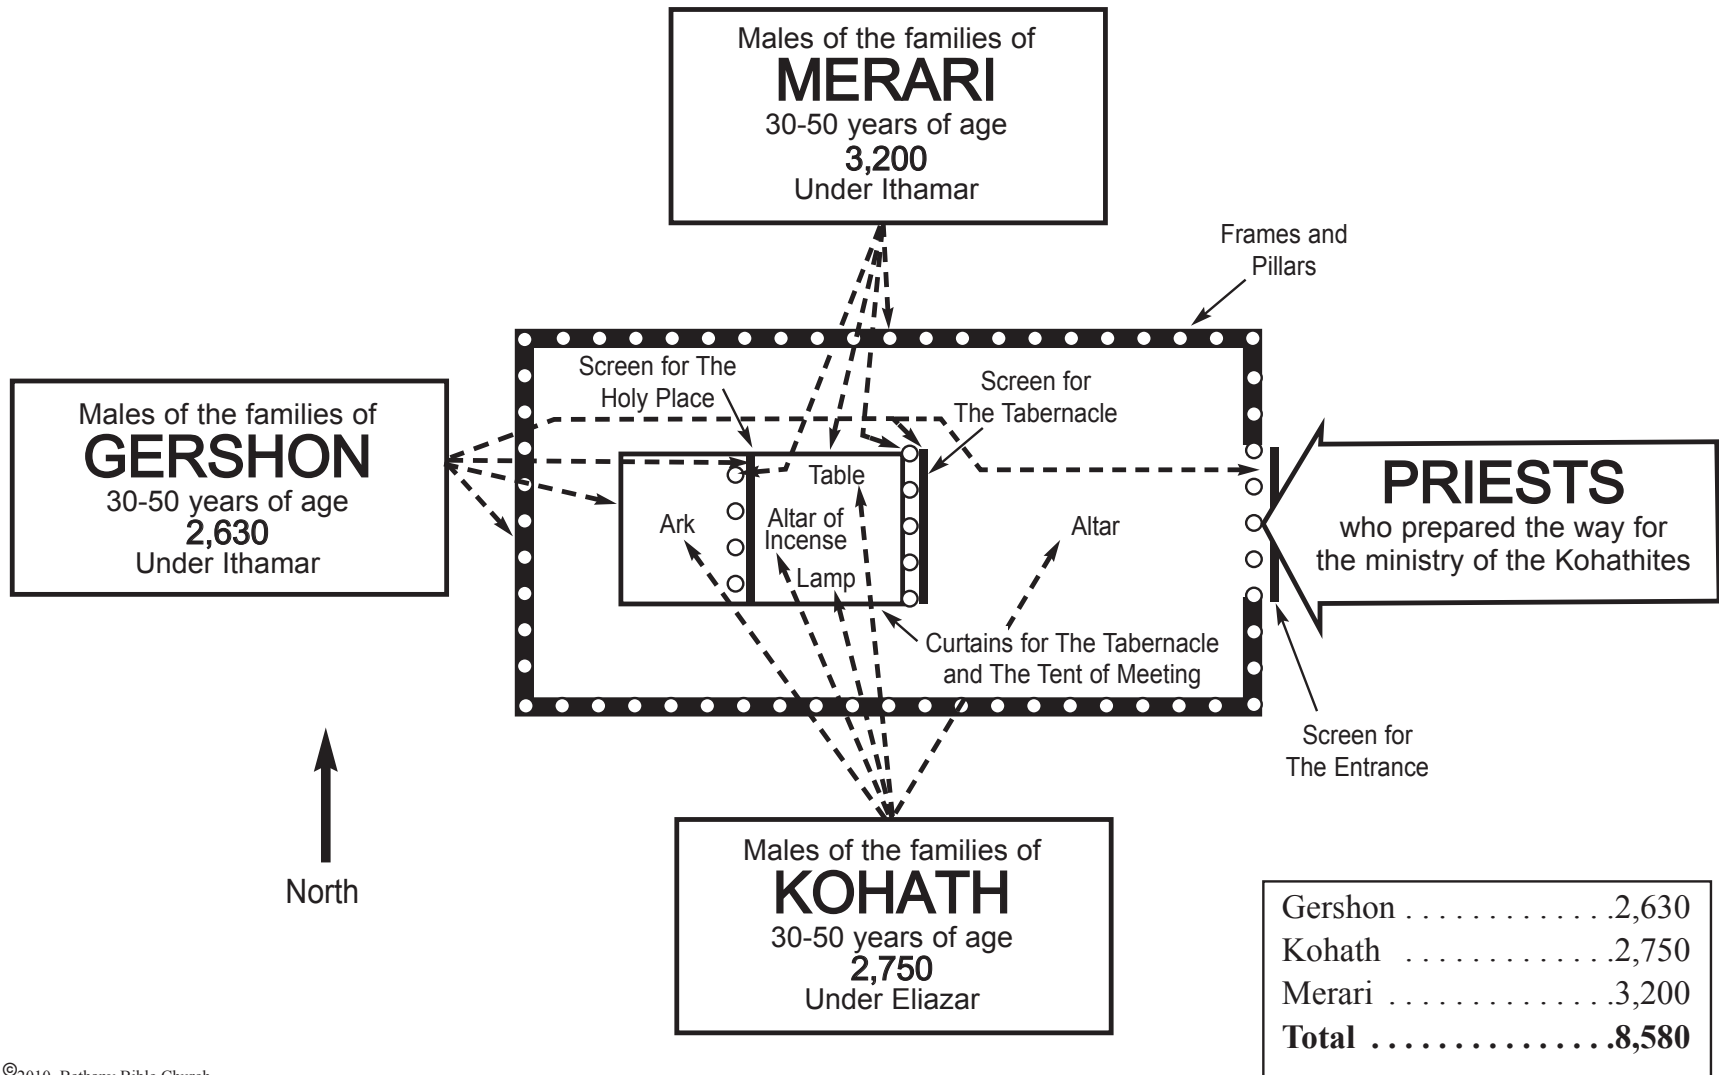 Males of the families of
MERARI
30-50 years of age
3,200
Under Ithamar
Frames and
Pillars
Screen for The
Holy Place
Screen for
The Tabernacle
Males of the families of
GERSHON
30-50 years of age
2,630
Under Ithamar
Table
Ark
Altar of
Incense
Lamp
Altar
PRIESTS
who prepared the way for
the ministry of the Kohathites
Curtains for The Tabernacle
and The Tent of Meeting
Screen for
The Entrance
North
Males of the families of
KOHATH
30-50 years of age
2,750
Under Eliazar
Gershon . . . . . . . . . . . . .2,630
Kohath . . . . . . . . . . . . .2,750
Merari . . . . . . . . . . . . . .3,200
Total . . . . . . . . . . . . . . .8,580
©2010 Bethany Bible Church